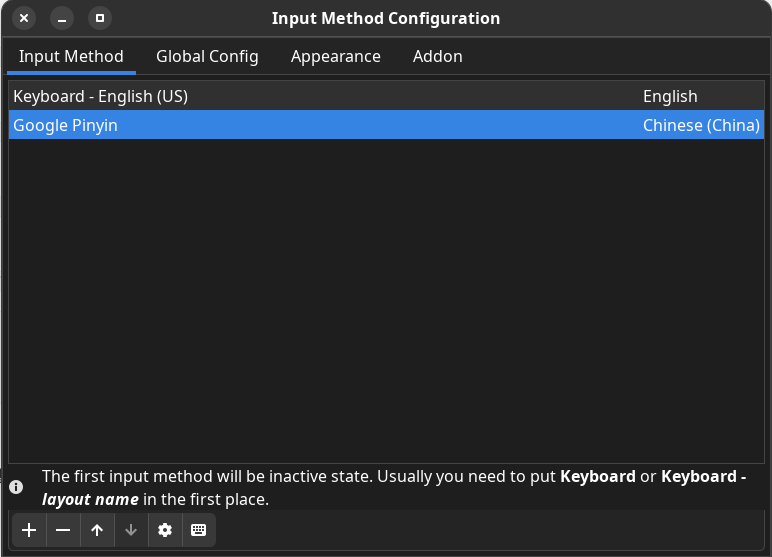 Input Method Configuration
Input Method Global Config Appearance Addon
Keyboard - English (US) English
Google Pinyin Chinese (China)
The first input method will be inactive state. Usually you need to put Keyboard or Keyboard -
layout name in the first place.